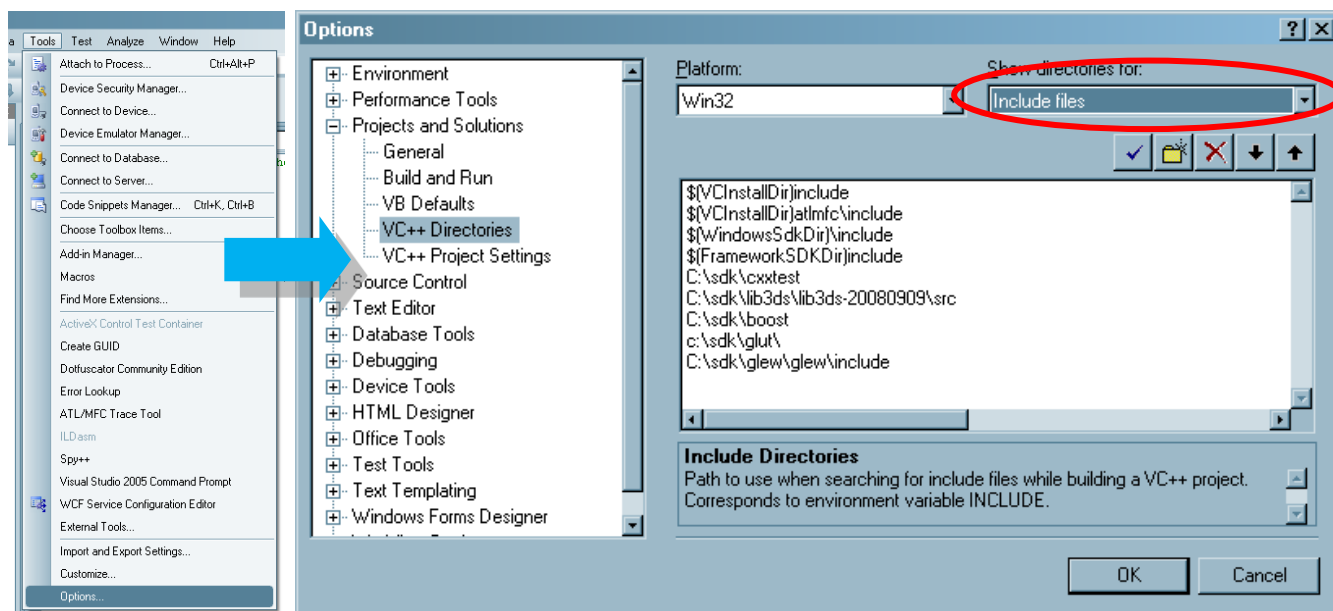 a Tools Test Analyze Window Help
Attach to Process... Ctrl+Alt+P
Device Security Manager...
Connect to Device...
Device Emulator Manager...
Connect to Database...
Connect to Server...
Code Snippets Manager... Ctrl+K, Ctrl+B
Choose Toolbox Items...
Add-in Manager...
Macros
Find More Extensions...
ActiveX Control Test Container
Create GUID
Dotfuscator Community Edition
Error Lookup
ATL/MFC Trace Tool
ILDasm
Spy++
Visual Studio 2005 Command Prompt
WCF Service Configuration Editor
External Tools...
Import and Export Settings...
Customize...
Options...
Options
Environment
Performance Tools
Projects and Solutions
General
Build and Run
VB Defaults
VC++ Directories
VC++ Project Settings
Source Control
Text Editor
Database Tools
Debugging
Device Tools
HTML Designer
Office Tools
Test Tools
Text Templating
Windows Forms Designer
Platform:
Win32
Show directories for:
Include files
$(VCInstallDir)include
$(VCInstallDir)atlmfc\include
$(WindowsSdkDir)\include
$(FrameworkSDKDir)include
C:\sdk\cxxtest
C:\sdk\lib3ds\lib3ds-20080909\src
C:\sdk\boost
c:\sdk\glut\
C:\sdk\glew\glew\include
Include Directories
Path to use when searching for include files while building a VC++ project.
Corresponds to environment variable INCLUDE.
OK Cancel